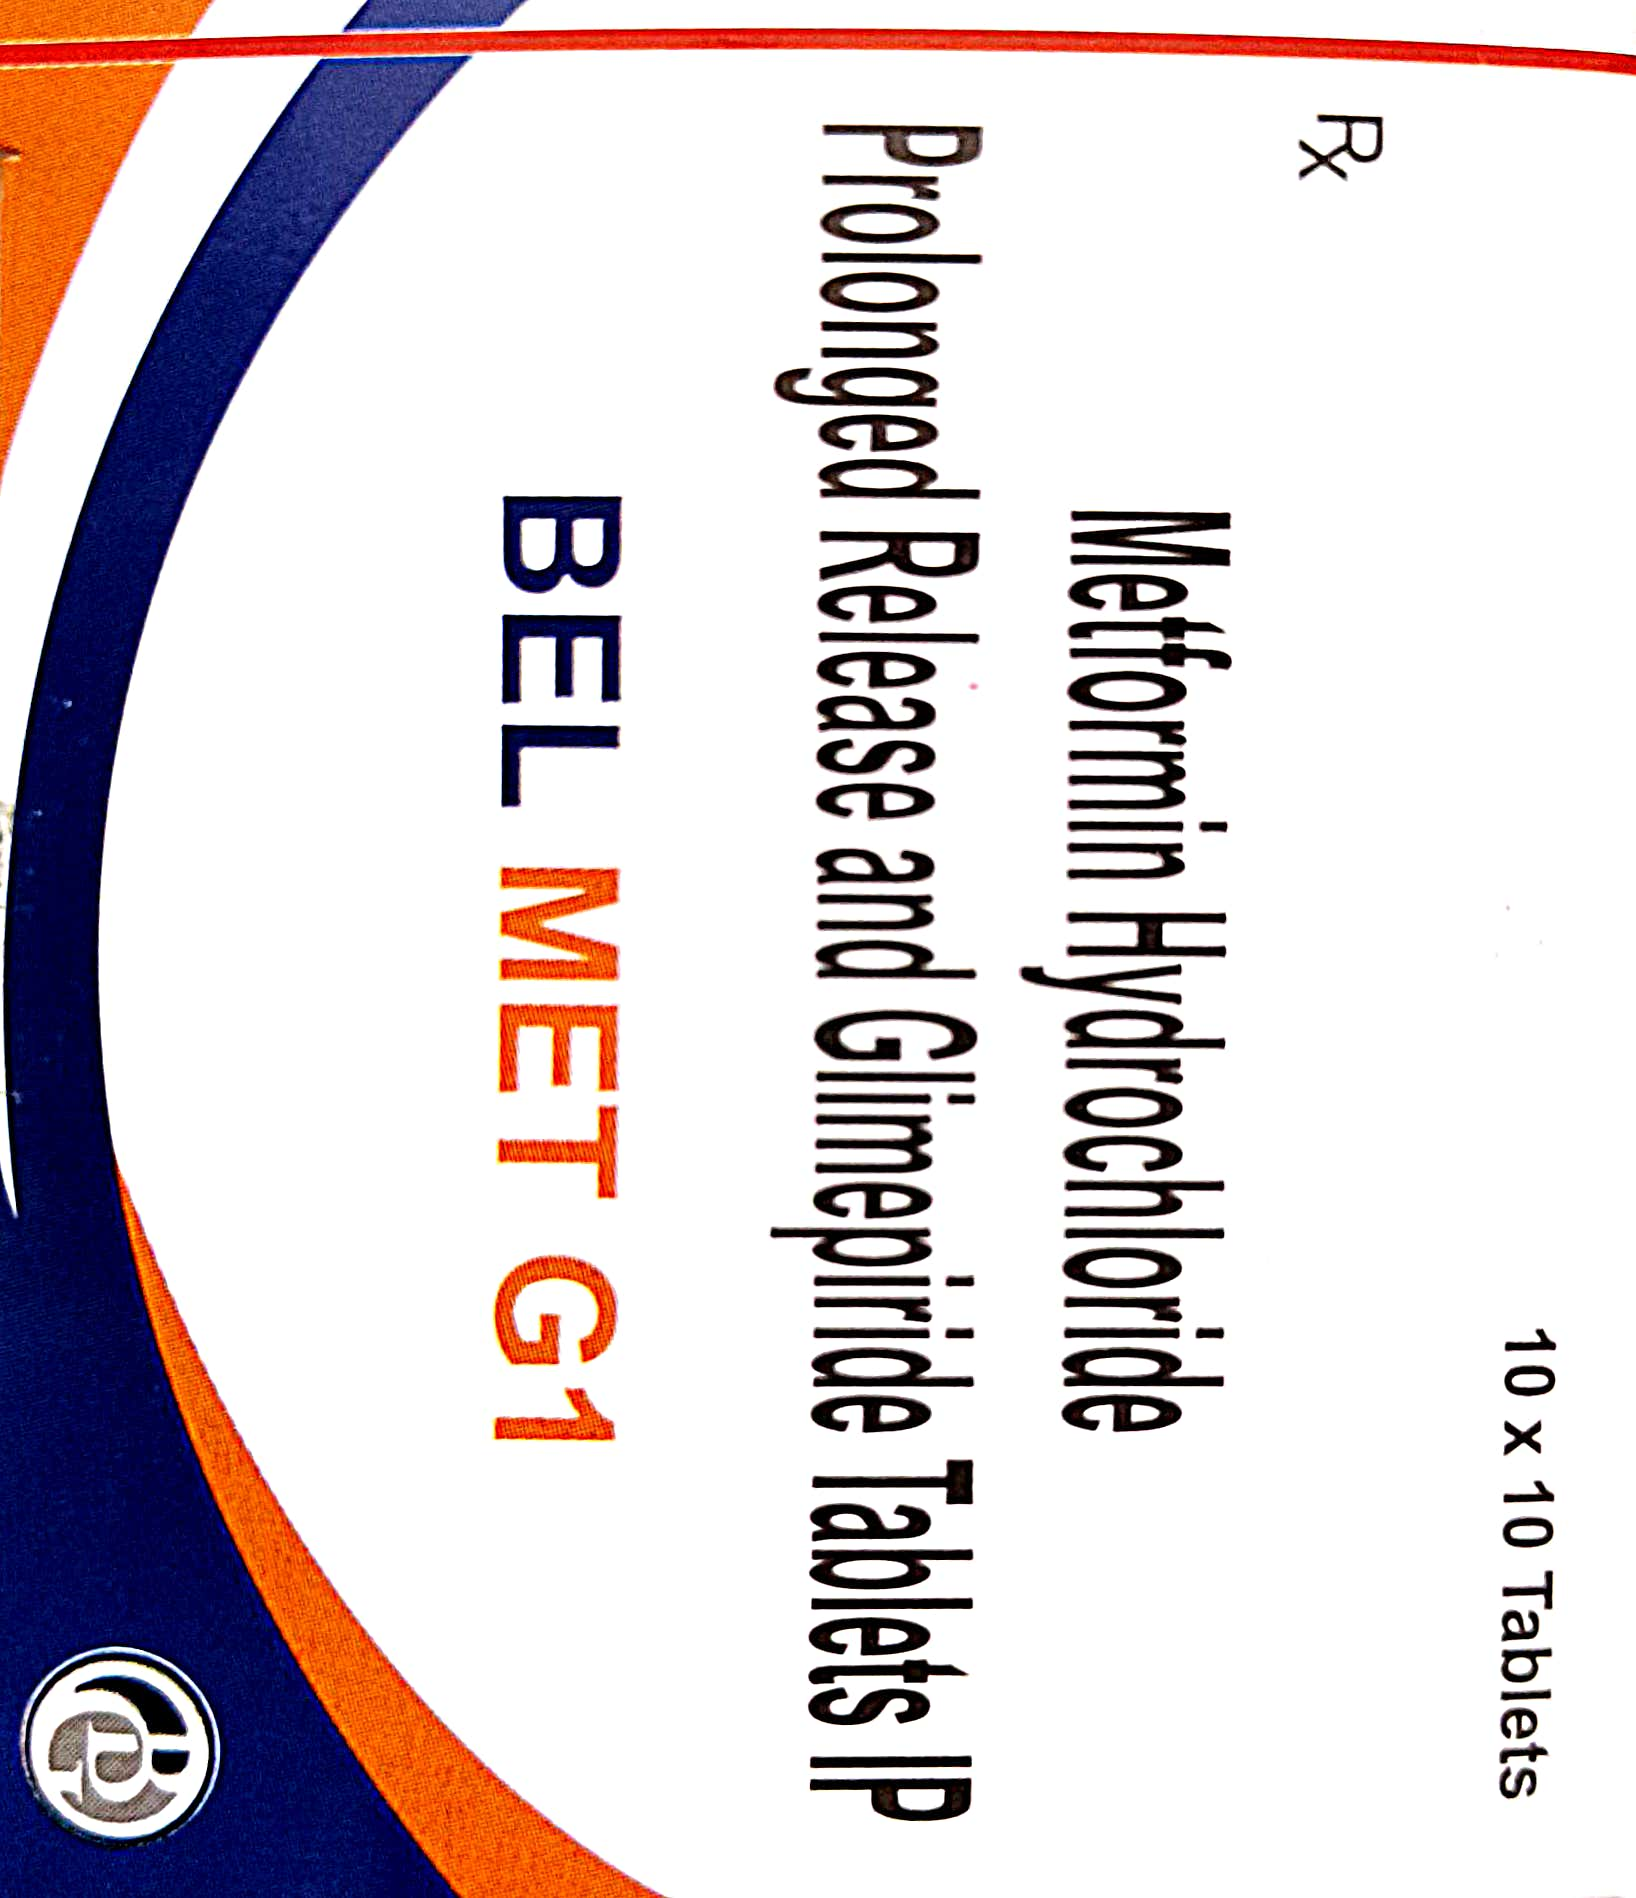 10 x 10 Tablets
Rx
Metformin Hydrochloride
Prolonged Release and Glimepiride Tablets IP
BEL MET G1